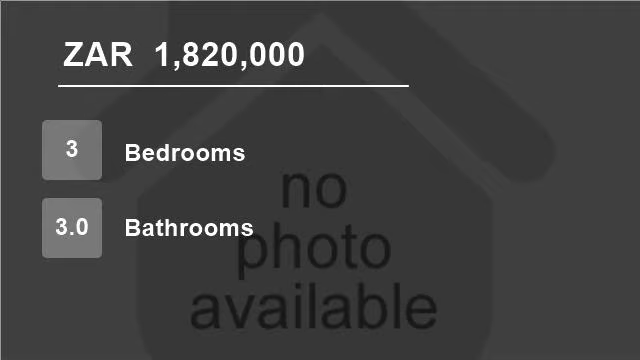 ZAR 1,820,000
3 Bedrooms
3.0 Bathrooms
no
photo
available